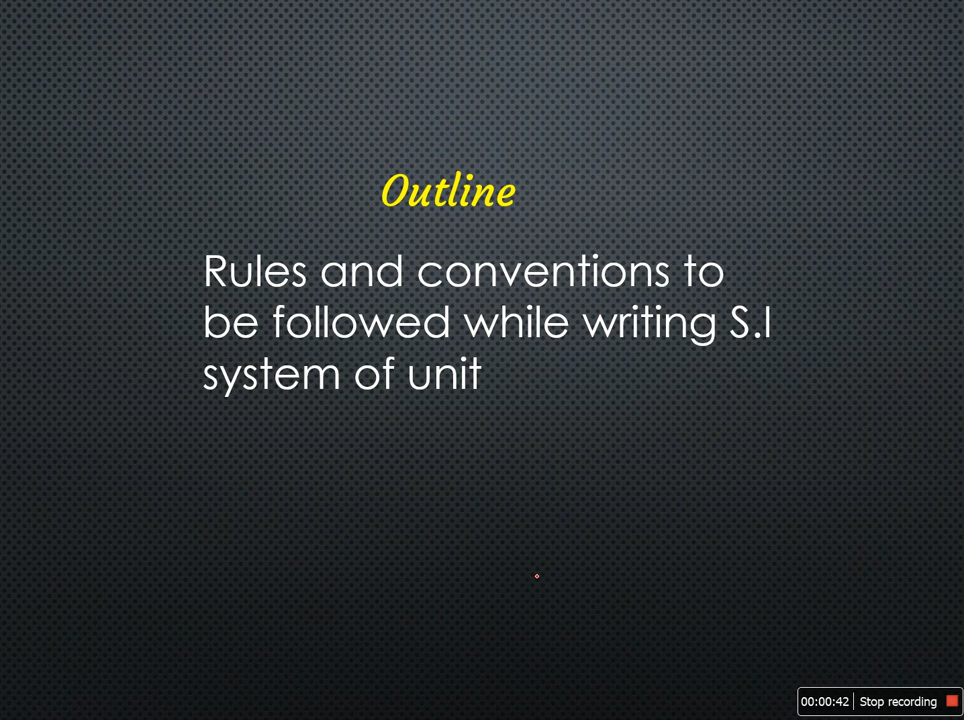 Outline
Rules and conventions to
be followed while writing S.I
system of unit
00:00:42 Stop recording